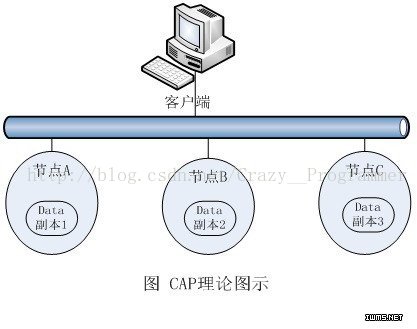 客户端
节点A
节点B
节点C
http://blog.csdn.net/Crazy__Programmer
Data
副本1
Data
副本2
Data
副本3
图 CAP理论图示
IWMS.NET